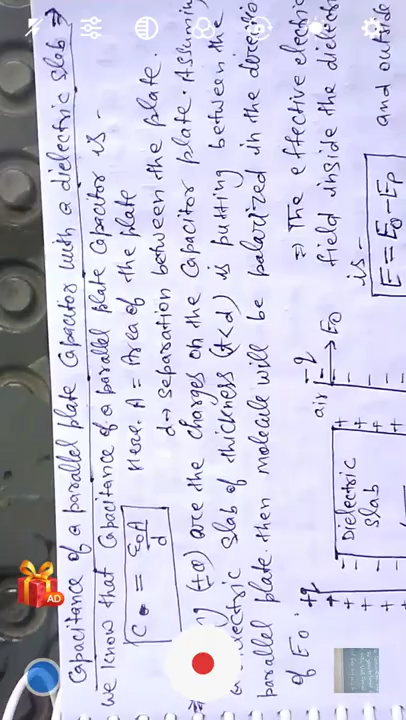 Capacitance of a parallel plate Capacitor with a dielectric slab ⇒
we know that Capacitance of a parallel plate Capacitor is -
C = ε₀A/d
Here. A = Area of the plate
d → separation between the plate.
(±q) are the charges on the Capacitor plate. Assuming
dielectric slab of thickness (t<d) is putting between the
parallel plate. then molecule will be polarized in the direction
of E₀.
⇒ The effective electric
field inside the dielectric
is -
E = E₀ - Ep
and outside
+q
-q
air
E₀
Dielectric
slab
AD